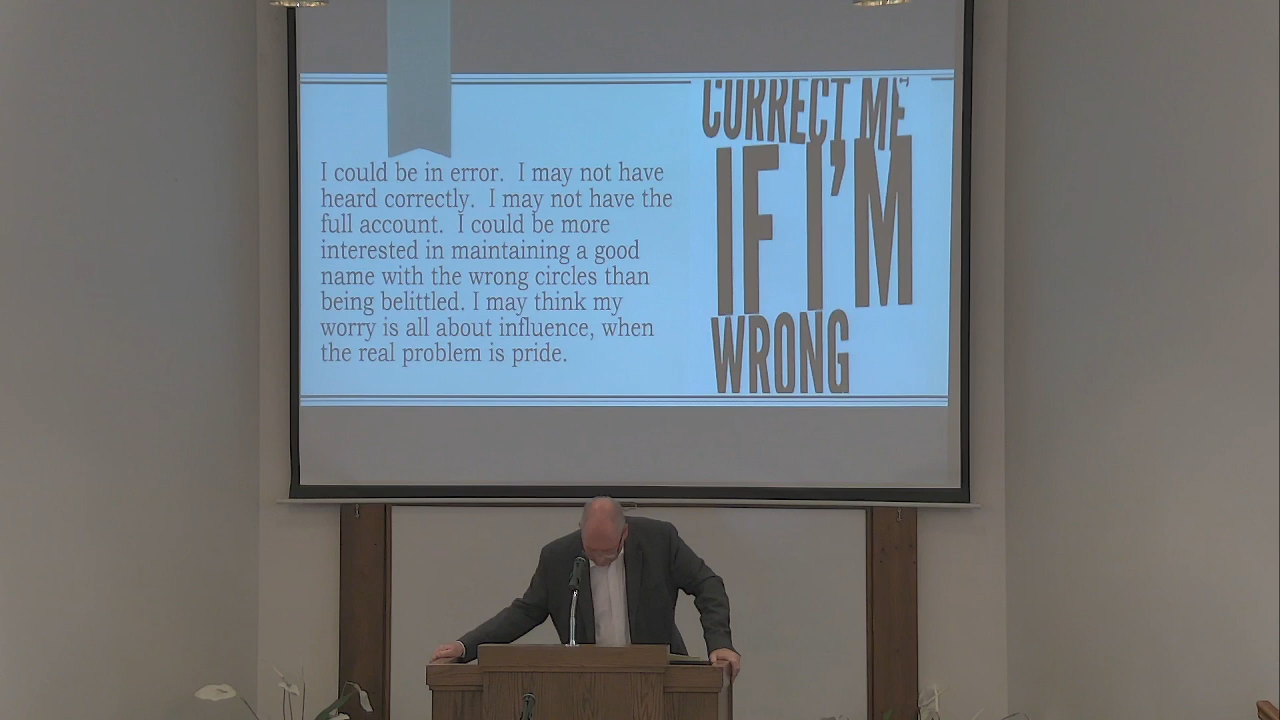 I could be in error.  I may not have
heard correctly.  I may not have the
full account.  I could be more
interested in maintaining a good
name with the wrong circles than
being belittled. I may think my
worry is all about influence, when
the real problem is pride.
CORRECT ME
IF I'M
WRONG